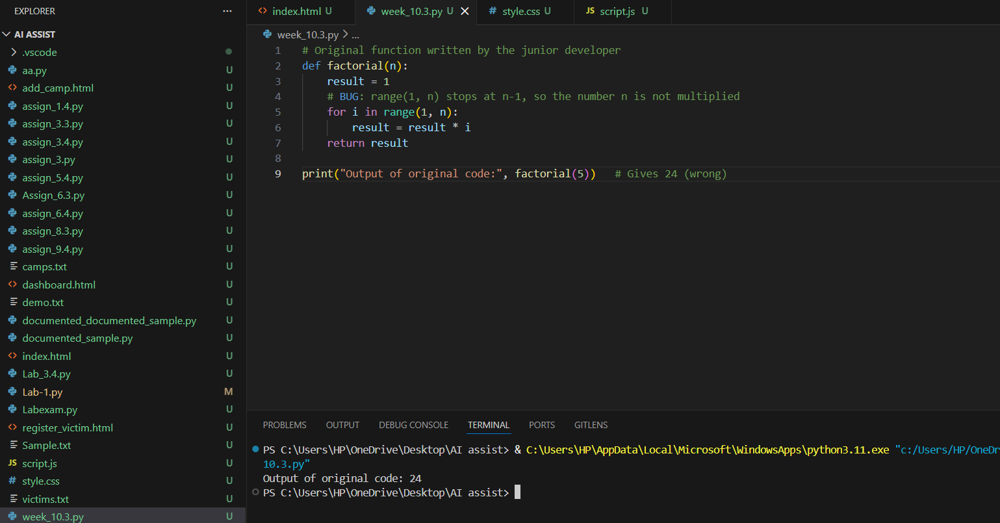 EXPLORER ...
AI ASSIST
.vscode
aa.py U
add_camp.html U
assign_1.4.py U
assign_3.3.py U
assign_3.4.py U
assign_3.py U
assign_5.4.py U
Assign_6.3.py U
assign_6.4.py U
assign_8.3.py U
assign_9.4.py U
camps.txt U
dashboard.html U
demo.txt U
documented_documented_sample.py U
documented_sample.py U
index.html U
Lab_3.4.py U
Lab-1.py M
Labexam.py U
register_victim.html U
Sample.txt U
JS script.js U
# style.css U
victims.txt U
week_10.3.py U
<> index.html U week_10.3.py U × # style.css U JS script.js U
week_10.3.py > ...
1 # Original function written by the junior developer
2 def factorial(n):
3 result = 1
4 # BUG: range(1, n) stops at n-1, so the number n is not multiplied
5 for i in range(1, n):
6 result = result * i
7 return result
8
9 print("Output of original code:", factorial(5)) # Gives 24 (wrong)
PROBLEMS OUTPUT DEBUG CONSOLE TERMINAL PORTS GITLENS
PS C:\Users\HP\OneDrive\Desktop\AI assist> & C:\Users\HP\AppData\Local\Microsoft\WindowsApps\python3.11.exe "c:/Users/HP/OneDr
10.3.py"
Output of original code: 24
PS C:\Users\HP\OneDrive\Desktop\AI assist>